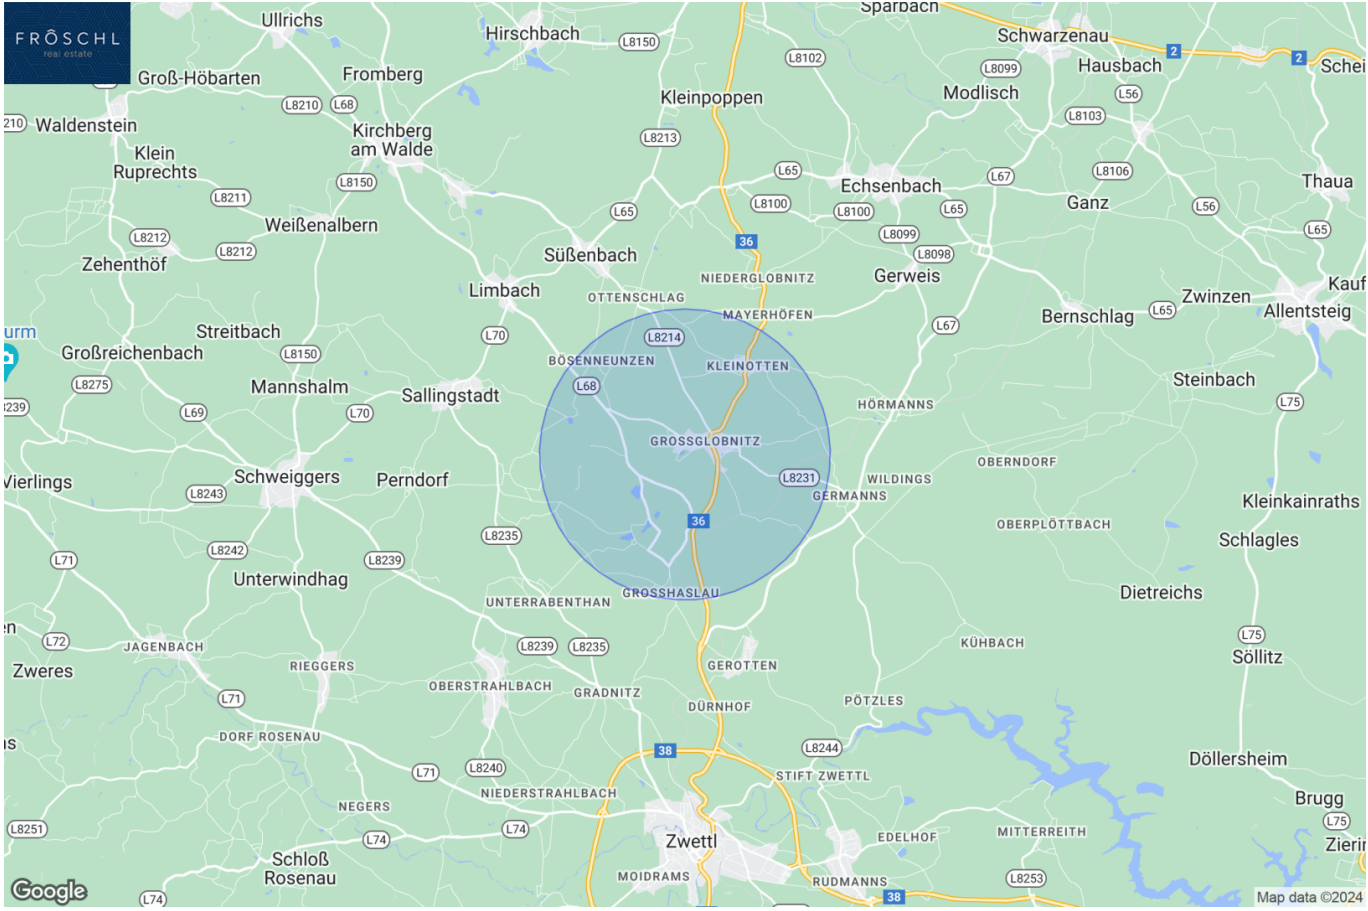 FRÔSCHL
real estate
Ullrichs
Hirschbach
L8150
Sparbach
Schwarzenau
2
2
L8102
Groß-Höbarten
Fromberg
L8099
Hausbach
Schei
Kleinpoppen
Modlisch
L56
L8210
L68
210
Waldenstein
Kirchberg
am Walde
L8213
L8103
Klein
Ruprechts
L8150
L65
L8106
Thaua
Echsenbach
L67
L8211
L8100
L8100
L65
Ganz
L56
L65
Weißenalbern
L65
L8212
L8212
36
L8099
L8098
Süßenbach
Zehenthöf
NIEDERGLOBNITZ
Gerweis
Limbach
OTTENSCHLAG
Kauf
Zwinzen
MAYERHÖFEN
Bernschlag
L65
Allentsteig
urm
Streitbach
L70
L8214
L67
Großreichenbach
L8150
BÖSENNEUNZEN
KLEINOTTEN
L8275
Mannshalm
L68
Steinbach
Sallingstadt
HÖRMANNS
L75
239
L69
L70
GROSSGLOBNITZ
OBERNDORF
Vierlings
Schweiggers
Perndorf
L8231
WILDINGS
L8243
GERMANNS
Kleinkainraths
36
OBERPLÖTTBACH
L8235
Schlagles
L8242
L71
L8239
Unterwindhag
GROSSHASLAU
Dietreichs
UNTERRABENTHAN
en
L72
JAGENBACH
L8239
L8235
KÜHBACH
L75
Söllitz
Zweres
RIEGGERS
GEROTTEN
OBERSTRAHLBACH
GRADNITZ
L71
DÜRNHOF
PÖTZLES
DORF ROSENAU
38
L8244
Döllersheim
L71
L8240
STIFT ZWETTL
NIEDERSTRAHLBACH
NEGERS
Brugg
L8251
L74
L74
Zwettl
EDELHOF
MITTERREITH
L75
Zierin
Schloß
Rosenau
MOIDRAMS
RUDMANNS
L8253
38
L74
Google
Map data ©2024